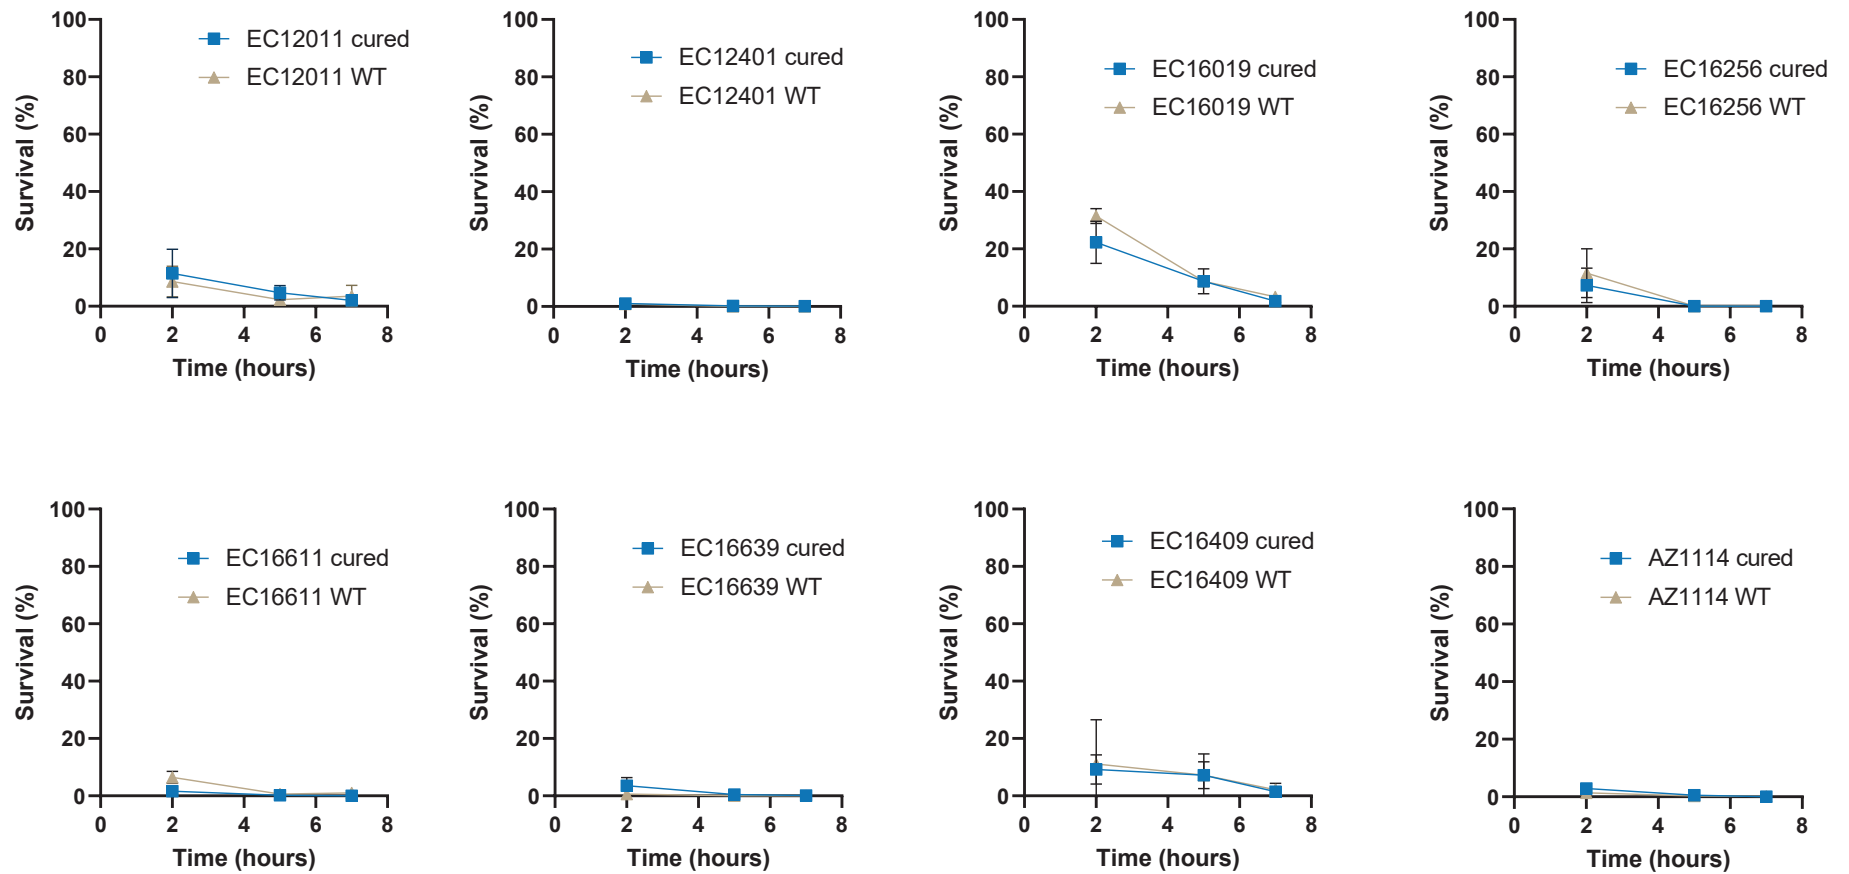 100
80
60
40
20
0
Survival (%)
EC12011 cured
EC12011 WT
0 2 4 6 8
Time (hours)
100
80
60
40
20
0
Survival (%)
EC12401 cured
EC12401 WT
0 2 4 6 8
Time (hours)
100
80
60
40
20
0
Survival (%)
EC16019 cured
EC16019 WT
0 2 4 6 8
Time (hours)
100
80
60
40
20
0
Survival (%)
EC16256 cured
EC16256 WT
0 2 4 6 8
Time (hours)
100
80
60
40
20
0
Survival (%)
EC16611 cured
EC16611 WT
0 2 4 6 8
Time (hours)
100
80
60
40
20
0
Survival (%)
EC16639 cured
EC16639 WT
0 2 4 6 8
Time (hours)
100
80
60
40
20
0
Survival (%)
EC16409 cured
EC16409 WT
0 2 4 6 8
Time (hours)
100
80
60
40
20
0
Survival (%)
AZ1114 cured
AZ1114 WT
0 2 4 6 8
Time (hours)